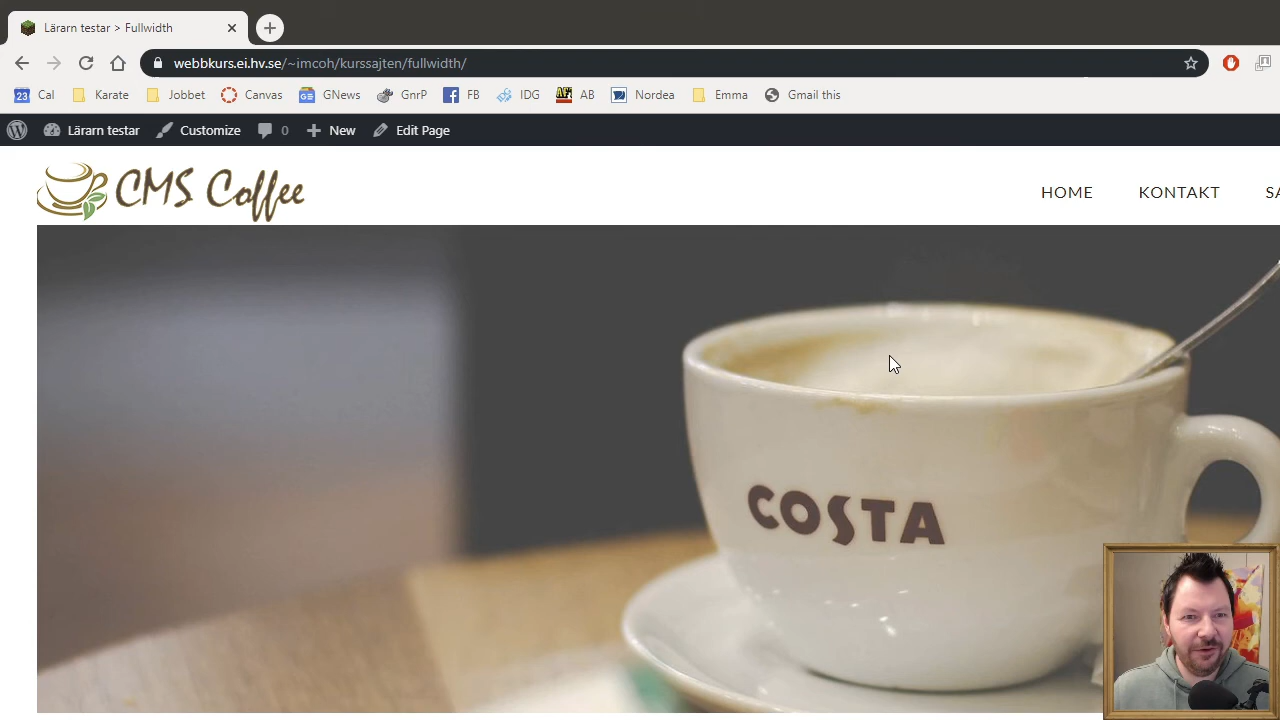 Lärarn testar > Fullwidth
webbkurs.ei.hv.se/~imcoh/kurssajten/fullwidth/
23 Cal Karate Jobbet Canvas GNews GnrP FB IDG AB Nordea Emma Gmail this
Lärarn testar Customize 0 New Edit Page
CMS Coffee
HOME KONTAKT SA
COSTA